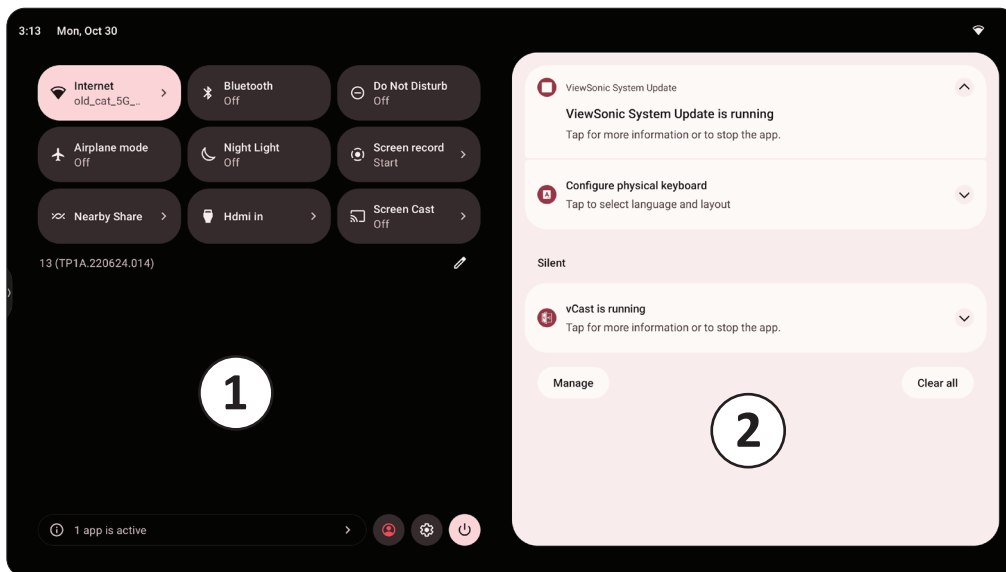 3:13 Mon, Oct 30
Internet
old_cat_5G_..
Bluetooth
Off
Do Not Disturb
Off
Airplane mode
Off
Night Light
Off
Screen record
Start
Nearby Share
Hdmi in
Screen Cast
Off
13 (TP1A.220624.014)
1
1 app is active
ViewSonic System Update
ViewSonic System Update is running
Tap for more information or to stop the app.
A
Configure physical keyboard
Tap to select language and layout
Silent
vCast is running
Tap for more information or to stop the app.
Manage
Clear all
2